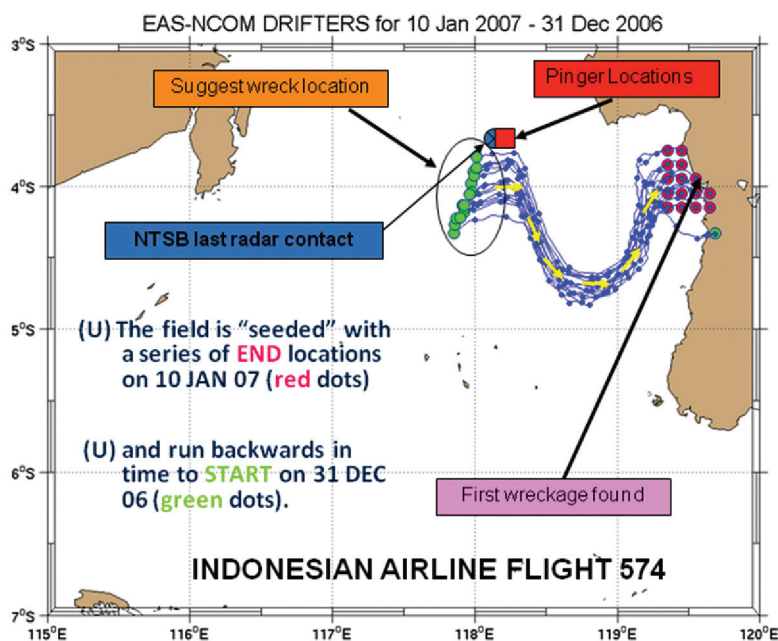 EAS-NCOM DRIFTERS for 10 Jan 2007 - 31 Dec 2006
3°S
Suggest wreck location
Pinger Locations
4°S
NTSB last radar contact
5°S
(U) The field is “seeded” with
a series of END locations
on 10 JAN 07 (red dots)
6°S
(U) and run backwards in
time to START on 31 DEC
06 (green dots).
First wreckage found
INDONESIAN AIRLINE FLIGHT 574
7°S
115°E
116°E
117°E
118°E
119°E
120°E